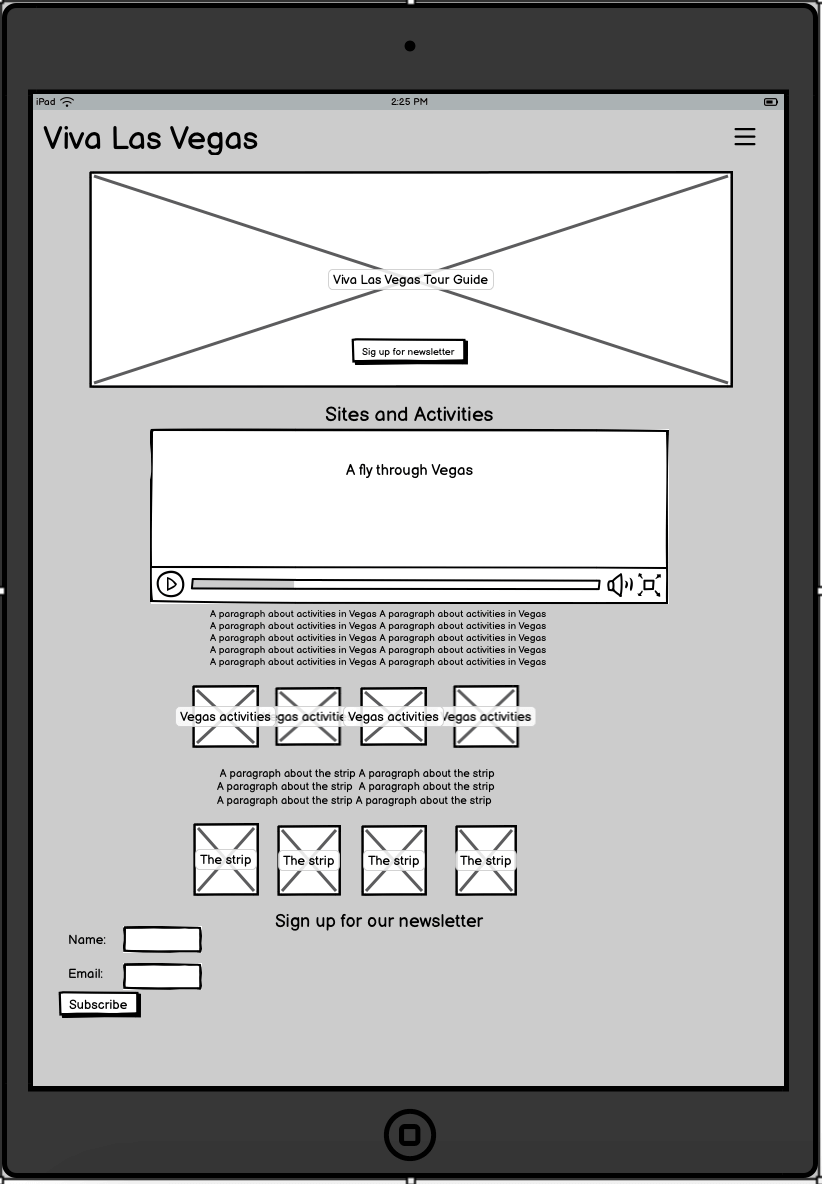 iPad
2:25 PM
Viva Las Vegas
Viva Las Vegas Tour Guide
Sig up for newsletter
Sites and Activities
A fly through Vegas
A paragraph about activities in Vegas A paragraph about activities in Vegas
A paragraph about activities in Vegas A paragraph about activities in Vegas
A paragraph about activities in Vegas A paragraph about activities in Vegas
A paragraph about activities in Vegas A paragraph about activities in Vegas
A paragraph about activities in Vegas A paragraph about activities in Vegas
Vegas activities egas activitie Vegas activities Vegas activities
A paragraph about the strip A paragraph about the strip
A paragraph about the strip A paragraph about the strip
A paragraph about the strip A paragraph about the strip
The strip The strip The strip The strip
Sign up for our newsletter
Name:
Email:
Subscribe